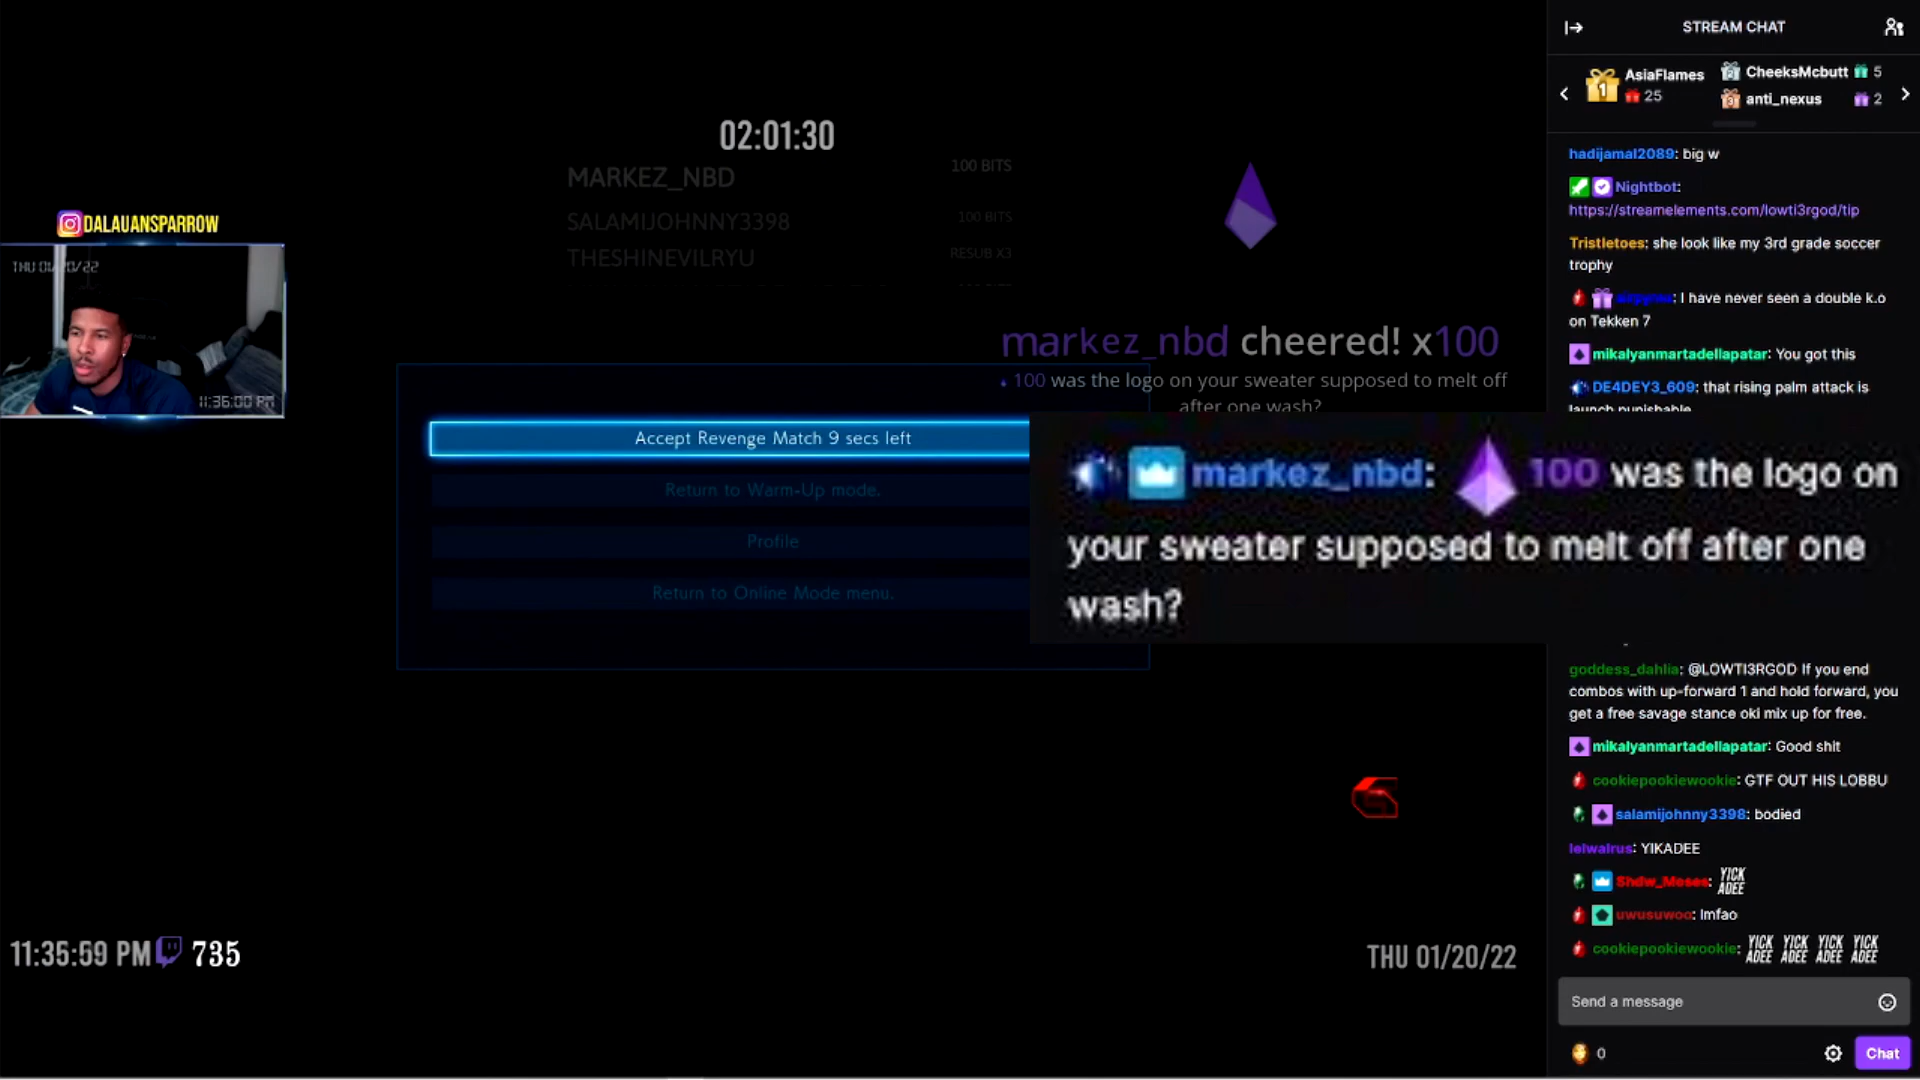 STREAM CHAT
AsiaFlames
25
CheeksMcbutt 5
anti_nexus 2
02:01:30
MARKEZ_NBD 100 BITS
SALAMIJOHNNY3398 100 BITS
THESHINEVILRYU RESUB X3
DALAUANSPARROW
THU 01/20/22
11:36:00 PM
markez_nbd cheered! x100
100 was the logo on your sweater supposed to melt off
after one wash?
Accept Revenge Match 9 secs left
Return to Warm-Up mode.
Profile
Return to Online Mode menu.
hadijamal2089: big w
Nightbot:
https://streamelements.com/lowti3rgod/tip
Tristletoes: she look like my 3rd grade soccer
trophy
: I have never seen a double k.o
on Tekken 7
mikalyanmartadellapatar: You got this
DE4DEY3_609: that rising palm attack is
launch punishable
markez_nbd: 100 was the logo on
your sweater supposed to melt off after one
wash?
goddess_dahlia: @LOWTI3RGOD If you end
combos with up-forward 1 and hold forward, you
get a free savage stance oki mix up for free.
mikalyanmartadellapatar: Good shit
cookiepookiewookie: GTF OUT HIS LOBBU
salamijohnny3398: bodied
lelwalrus: YIKADEE
Shdw_Moses: YICK ADEE
uwusuwoo: lmfao
cookiepookiewookie: YICK ADEE YICK ADEE YICK ADEE YICK ADEE
Send a message
0
Chat
11:35:59 PM 735
THU 01/20/22